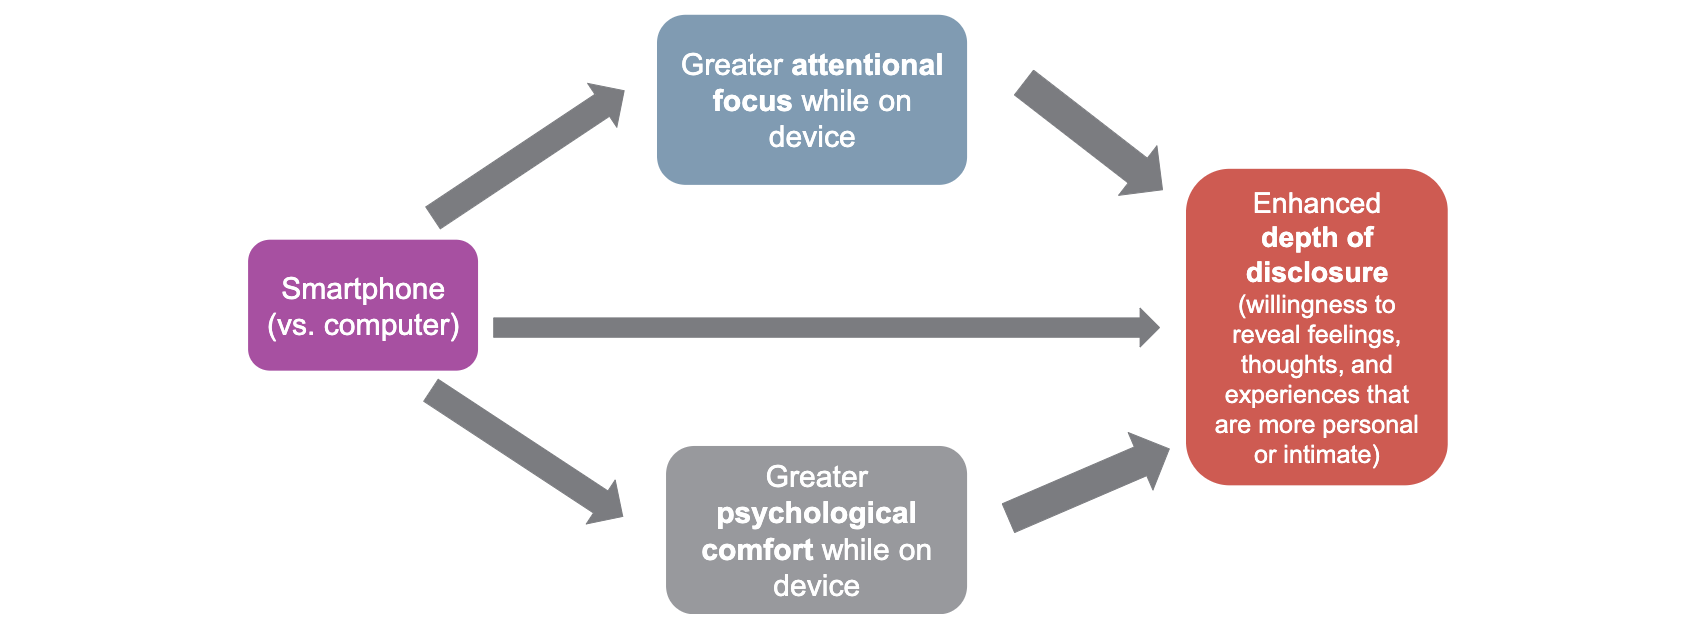 Greater attentional
focus while on
device
Smartphone
(vs. computer)
Greater
psychological
comfort while on
device
Enhanced
depth of
disclosure
(willingness to
reveal feelings,
thoughts, and
experiences that
are more personal
or intimate)